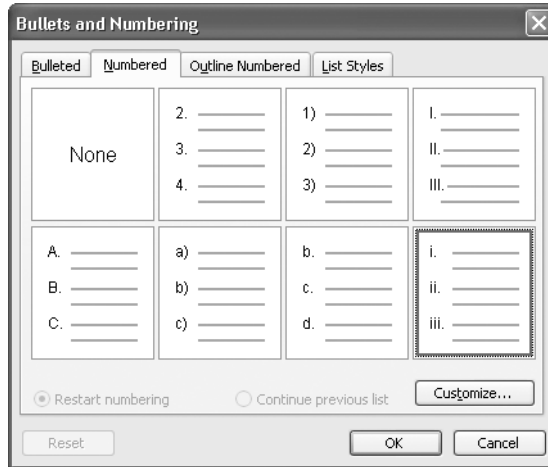 Bullets and Numbering
Bulleted Numbered Outline Numbered List Styles
None
2.
3.
4.
1)
2)
3)
I.
II.
III.
A.
B.
C.
a)
b)
c)
b.
c.
d.
i.
ii.
iii.
Restart numbering Continue previous list Customize...
Reset OK Cancel